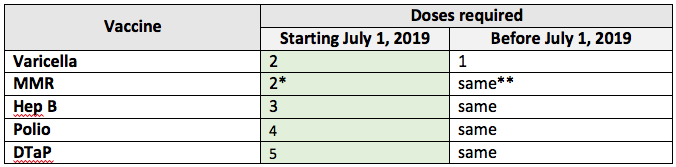 Vaccine Doses required
Starting July 1, 2019 Before July 1, 2019
Varicella 2 1
MMR 2* same**
Hep B 3 same
Polio 4 same
DTaP 5 same